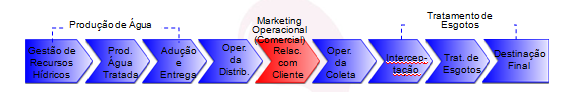 Produção de Água
Marketing
Operacional
(Comercial)
Tratamento de
Esgotos
Gestão de
Recursos
Hídricos
Prod.
Água
Tratada
Adução
e
Entrega
Oper.
da
Distrib.
Relac.
com
Cliente
Oper.
da
Coleta
Intercep-
tação
Trat. de
Esgotos
Destinação
Final